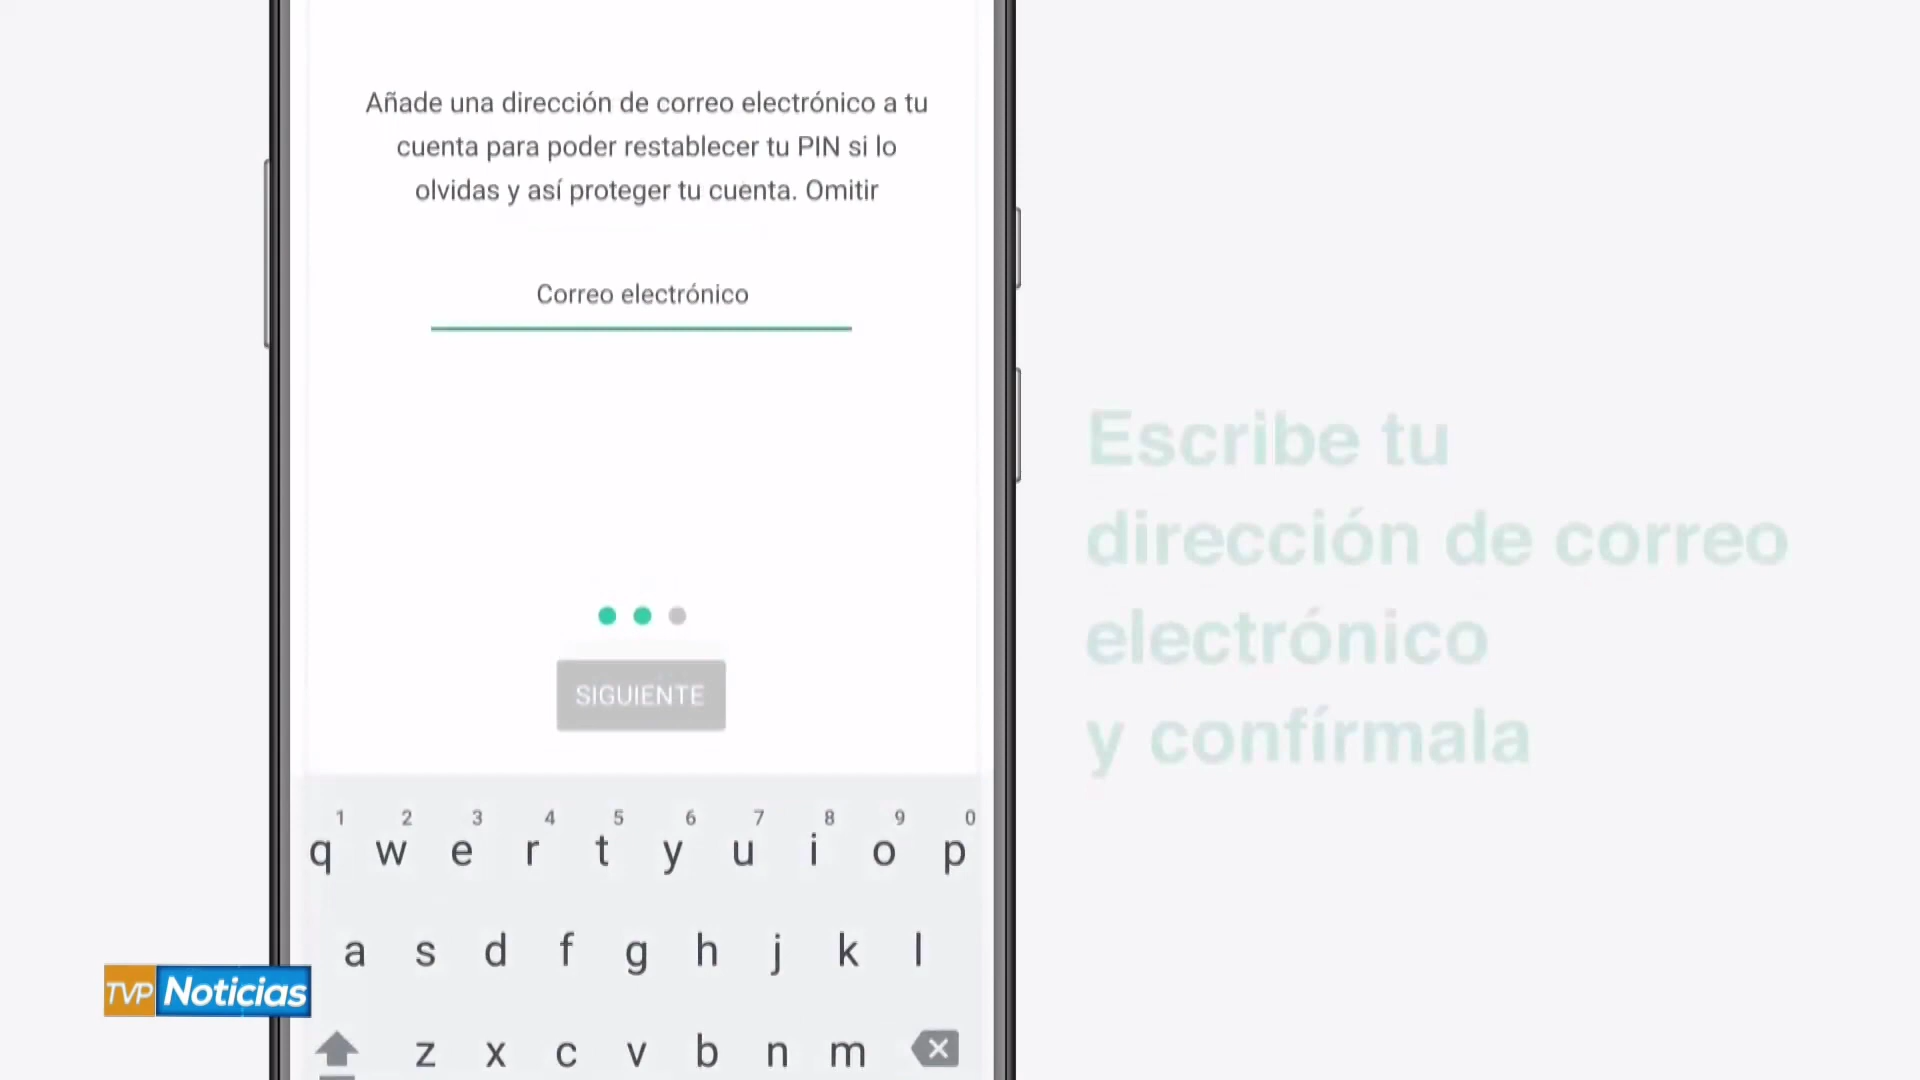 Añade una dirección de correo electrónico a tu
cuenta para poder restablecer tu PIN si lo
olvidas y así proteger tu cuenta. Omitir
Correo electrónico
SIGUIENTE
1 2 3 4 5 6 7 8 9 0
q w e r t y u i o p
a s d f g h j k l
z x c v b n m
Escribe tu
dirección de correo
electrónico
y confírmala
TVP Noticias